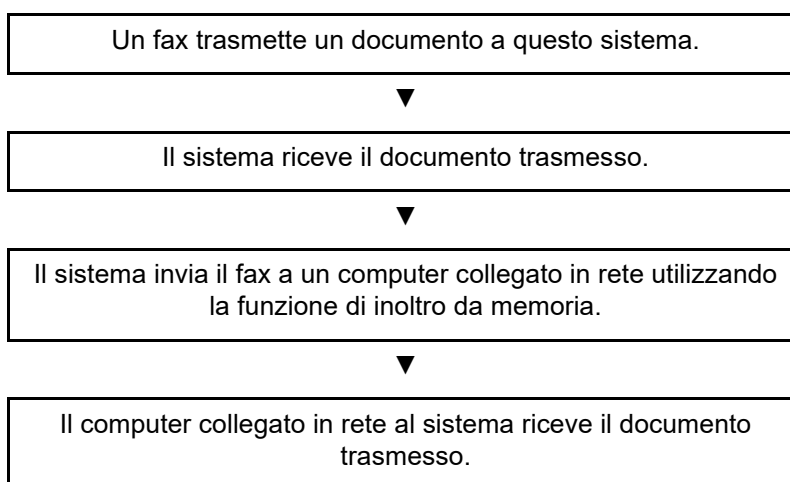 Un fax trasmette un documento a questo sistema.
▼
Il sistema riceve il documento trasmesso.
▼
Il sistema invia il fax a un computer collegato in rete utilizzando
la funzione di inoltro da memoria.
▼
Il computer collegato in rete al sistema riceve il documento
trasmesso.